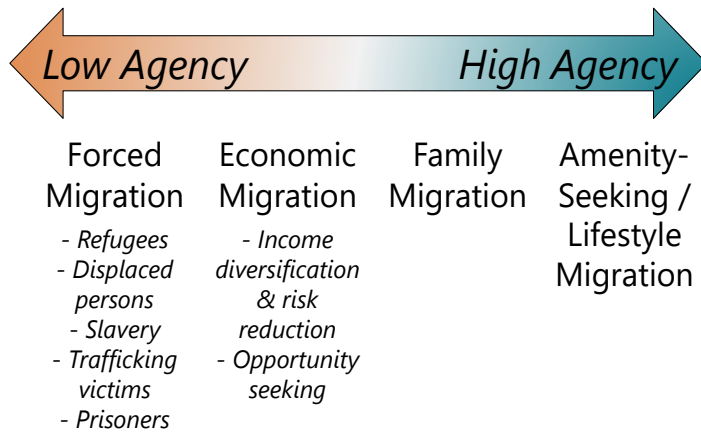 Low Agency
High Agency
Forced
Migration
- Refugees
- Displaced
persons
- Slavery
- Trafficking
victims
- Prisoners
Economic
Migration
- Income
diversification
& risk
reduction
- Opportunity
seeking
Family
Migration
Amenity-
Seeking /
Lifestyle
Migration